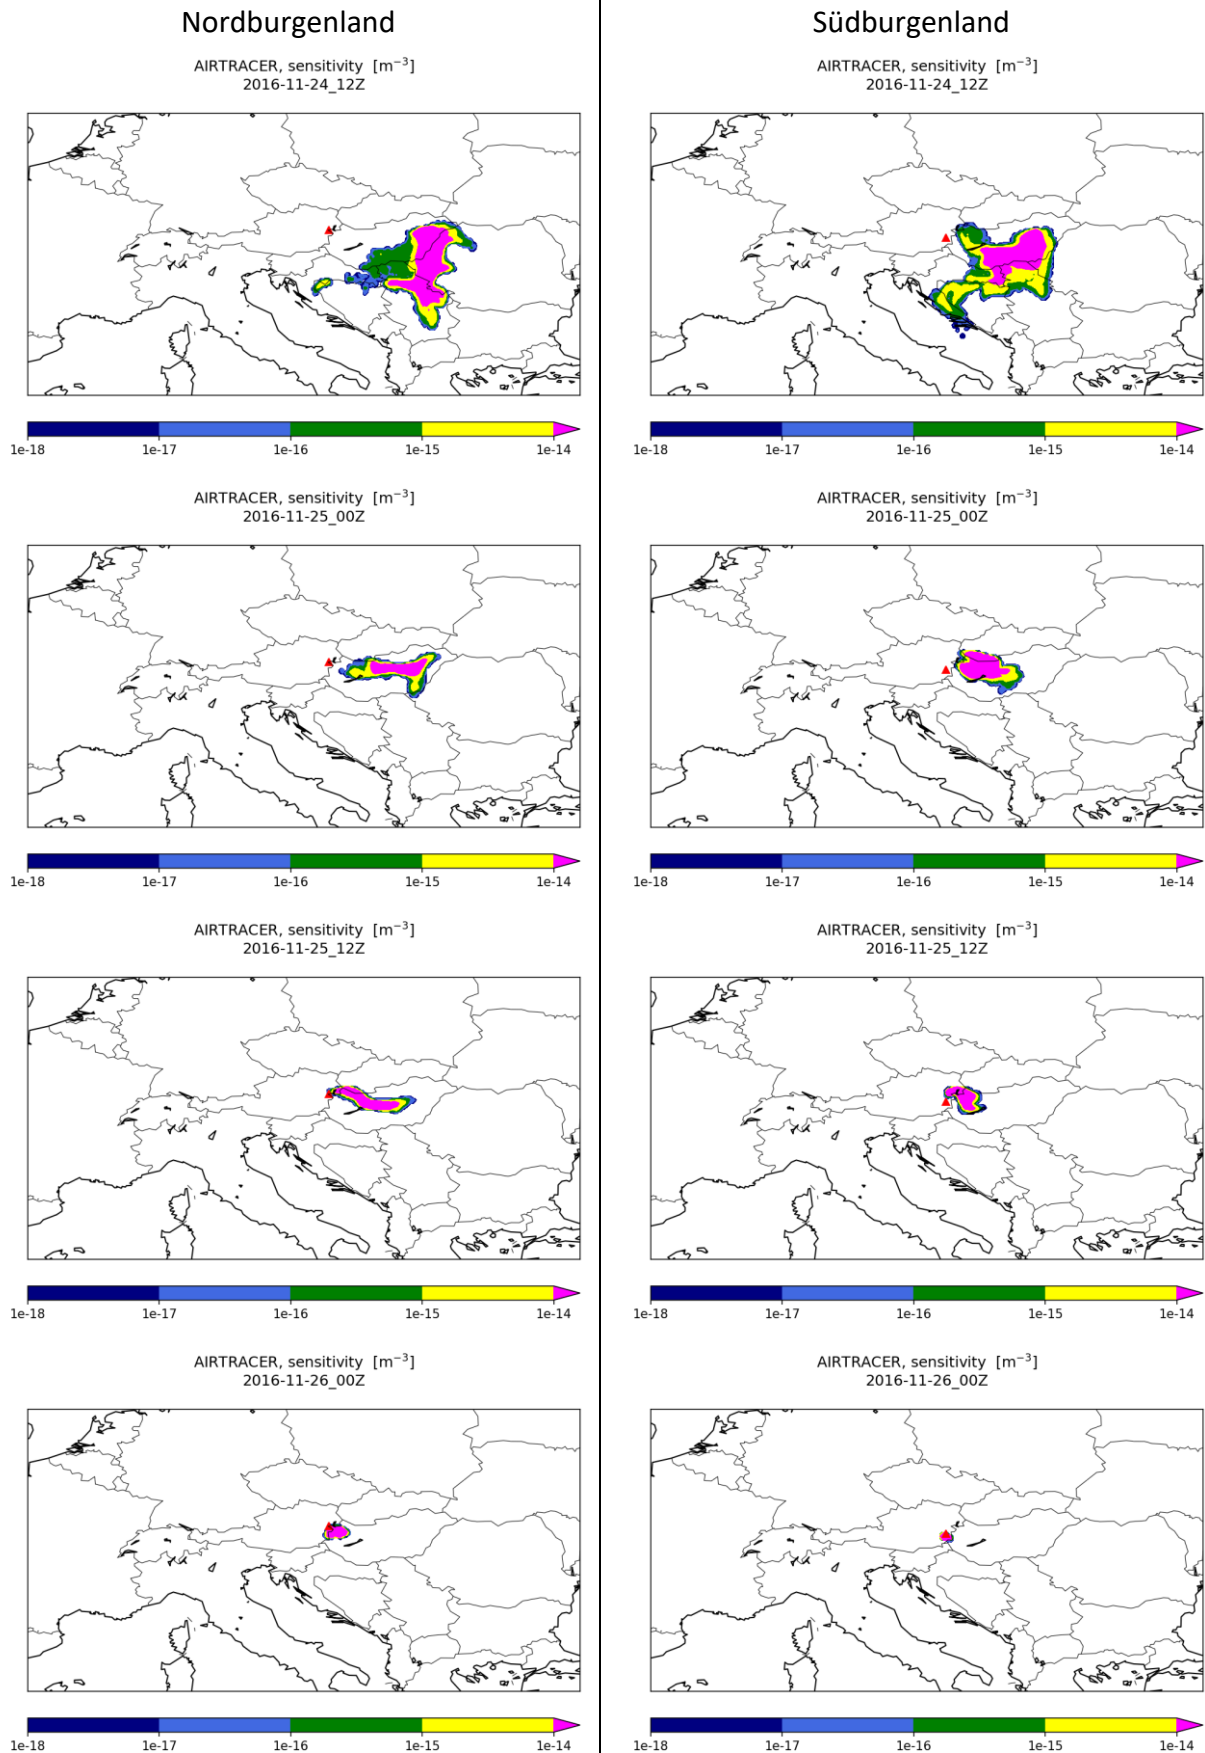 Nordburgenland
AIRTRACER, sensitivity [m⁻³]
2016-11-24_12Z
1e-18 1e-17 1e-16 1e-15 1e-14
AIRTRACER, sensitivity [m⁻³]
2016-11-25_00Z
1e-18 1e-17 1e-16 1e-15 1e-14
AIRTRACER, sensitivity [m⁻³]
2016-11-25_12Z
1e-18 1e-17 1e-16 1e-15 1e-14
AIRTRACER, sensitivity [m⁻³]
2016-11-26_00Z
1e-18 1e-17 1e-16 1e-15 1e-14
Südburgenland
AIRTRACER, sensitivity [m⁻³]
2016-11-24_12Z
1e-18 1e-17 1e-16 1e-15 1e-14
AIRTRACER, sensitivity [m⁻³]
2016-11-25_00Z
1e-18 1e-17 1e-16 1e-15 1e-14
AIRTRACER, sensitivity [m⁻³]
2016-11-25_12Z
1e-18 1e-17 1e-16 1e-15 1e-14
AIRTRACER, sensitivity [m⁻³]
2016-11-26_00Z
1e-18 1e-17 1e-16 1e-15 1e-14